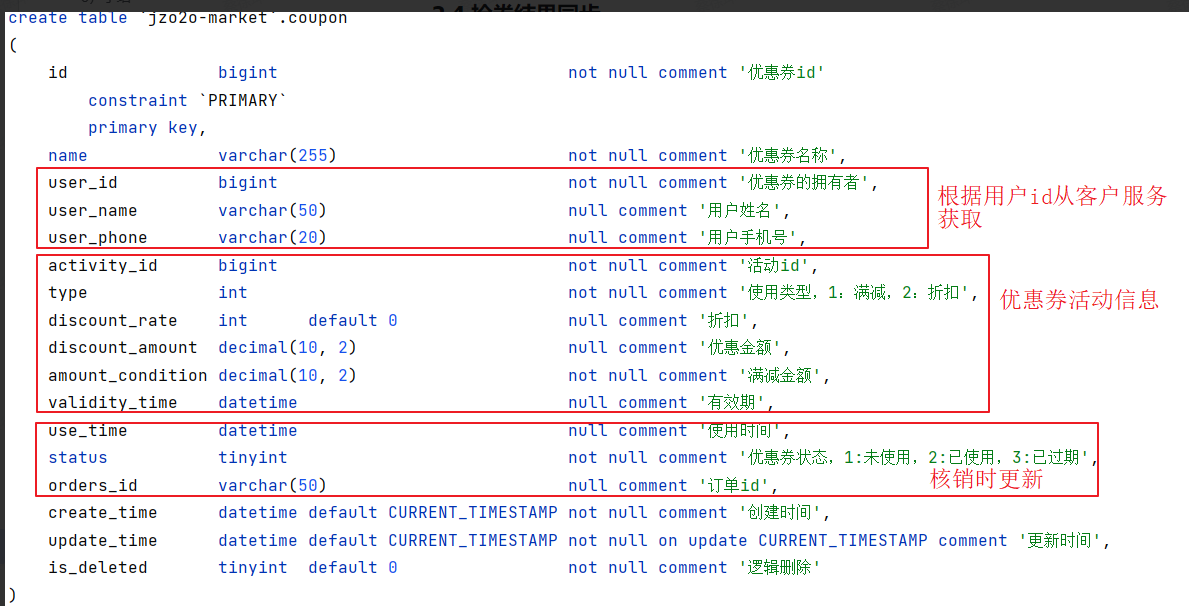 create table `jzo2o-market`.coupon
(
id bigint not null comment '优惠券id'
constraint `PRIMARY`
primary key,
name varchar(255) not null comment '优惠券名称',
user_id bigint not null comment '优惠券的拥有者',
user_name varchar(50) null comment '用户姓名',
user_phone varchar(20) null comment '用户手机号',
根据用户id从客户服务
获取
activity_id bigint not null comment '活动id',
type int not null comment '使用类型，1：满减，2：折扣',
discount_rate int default 0 null comment '折扣',
discount_amount decimal(10, 2) null comment '优惠金额',
amount_condition decimal(10, 2) not null comment '满减金额',
validity_time datetime null comment '有效期',
优惠券活动信息
use_time datetime null comment '使用时间',
status tinyint not null comment '优惠券状态，1:未使用，2:已使用，3:已过期',
orders_id varchar(50) null comment '订单id',
核销时更新
create_time datetime default CURRENT_TIMESTAMP not null comment '创建时间',
update_time datetime default CURRENT_TIMESTAMP not null on update CURRENT_TIMESTAMP comment '更新时间',
is_deleted tinyint default 0 not null comment '逻辑删除'
)